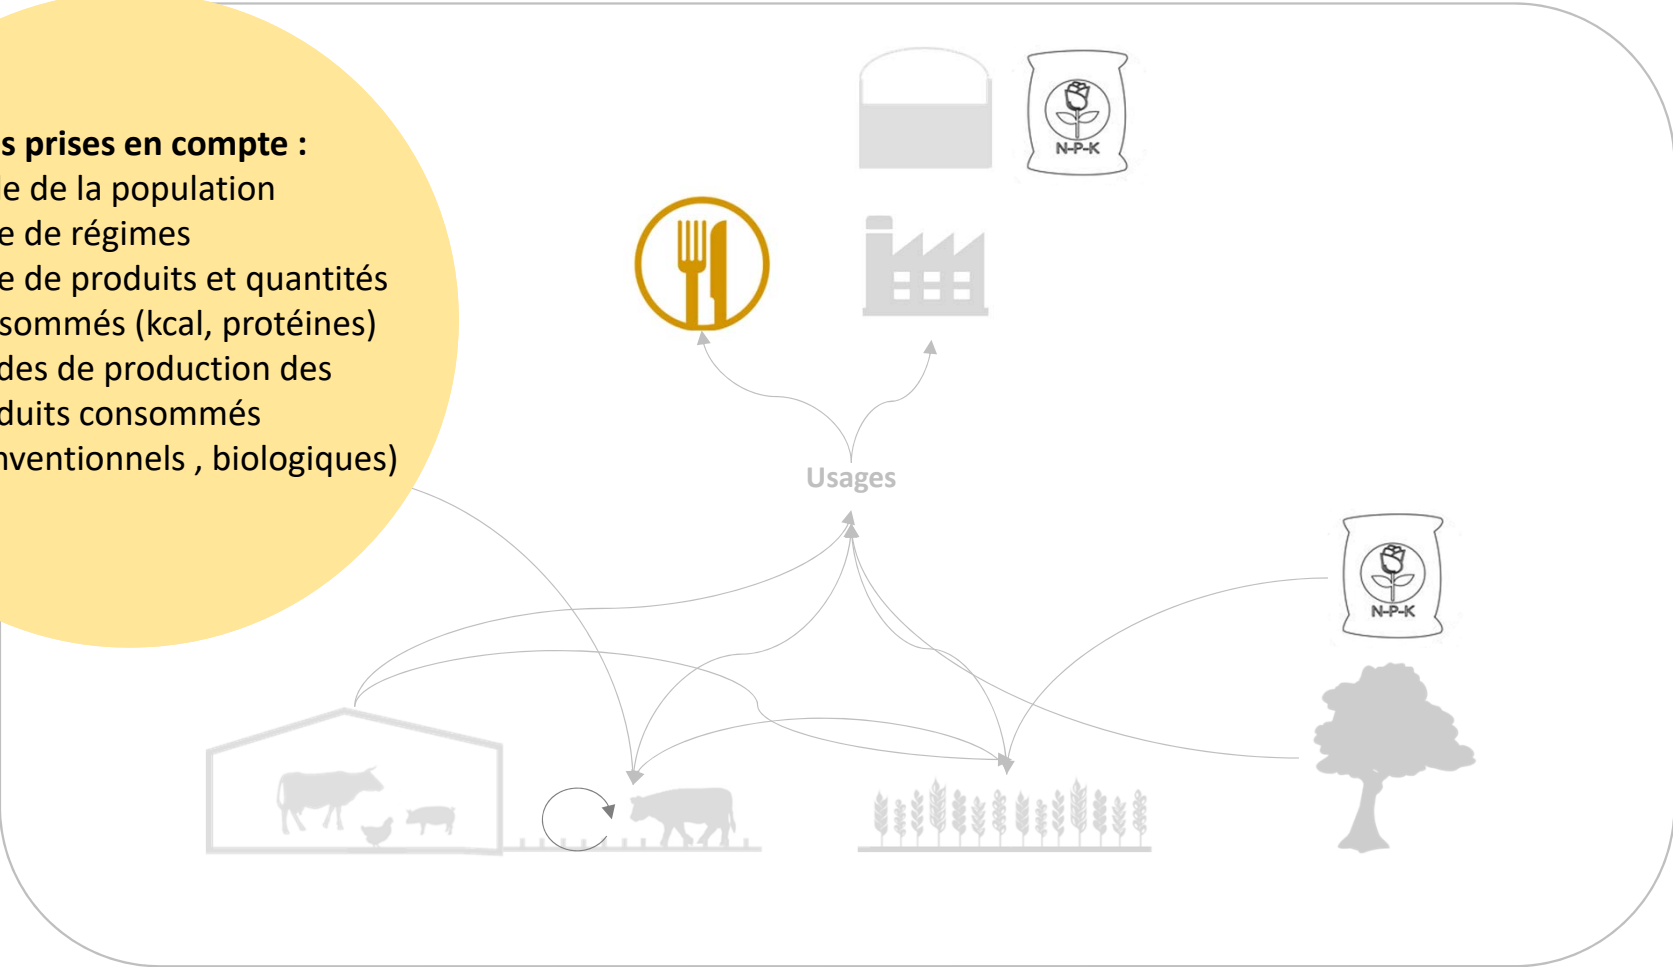 s prises en compte :
le de la population
e de régimes
e de produits et quantités
sommés (kcal, protéines)
des de production des
duits consommés
nventionnels , biologiques)
N-P-K
Usages
N-P-K